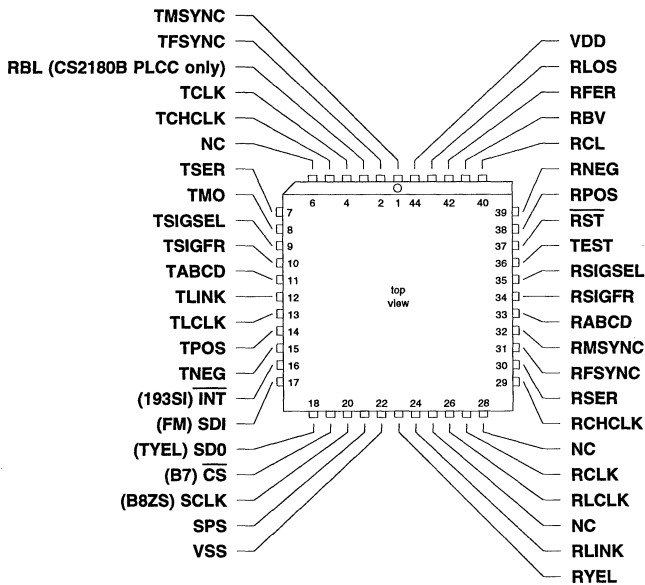 TMSYNC
TFSYNC
RBL (CS2180B PLCC only)
TCLK
TCHCLK
NC
TSER
TMO
TSIGSEL
TSIGFR
TABCD
TLINK
TLCLK
TPOS
TNEG
(193SI) INT
(FM) SDI
(TYEL) SD0
(B7) CS
(B8ZS) SCLK
SPS
VSS
6 4 2 1 44 42 40
7
8
9
10
11
12
13
14
15
16
17
top
view
39
38
37
36
35
34
33
32
31
30
29
18 20 22 24 26 28
VDD
RLOS
RFER
RBV
RCL
RNEG
RPOS
RST
TEST
RSIGSEL
RSIGFR
RABCD
RMSYNC
RFSYNC
RSER
RCHCLK
NC
RCLK
RLCLK
NC
RLINK
RYEL